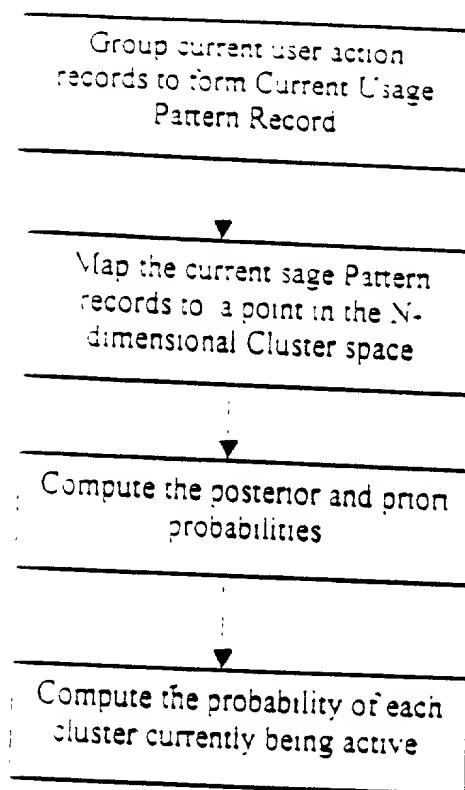 Group current user action
records to form Current Usage
Pattern Record
Map the current sage Pattern
records to a point in the N-
dimensional Cluster space
Compute the posterior and priori
probabilities
Compute the probability of each
cluster currently being active